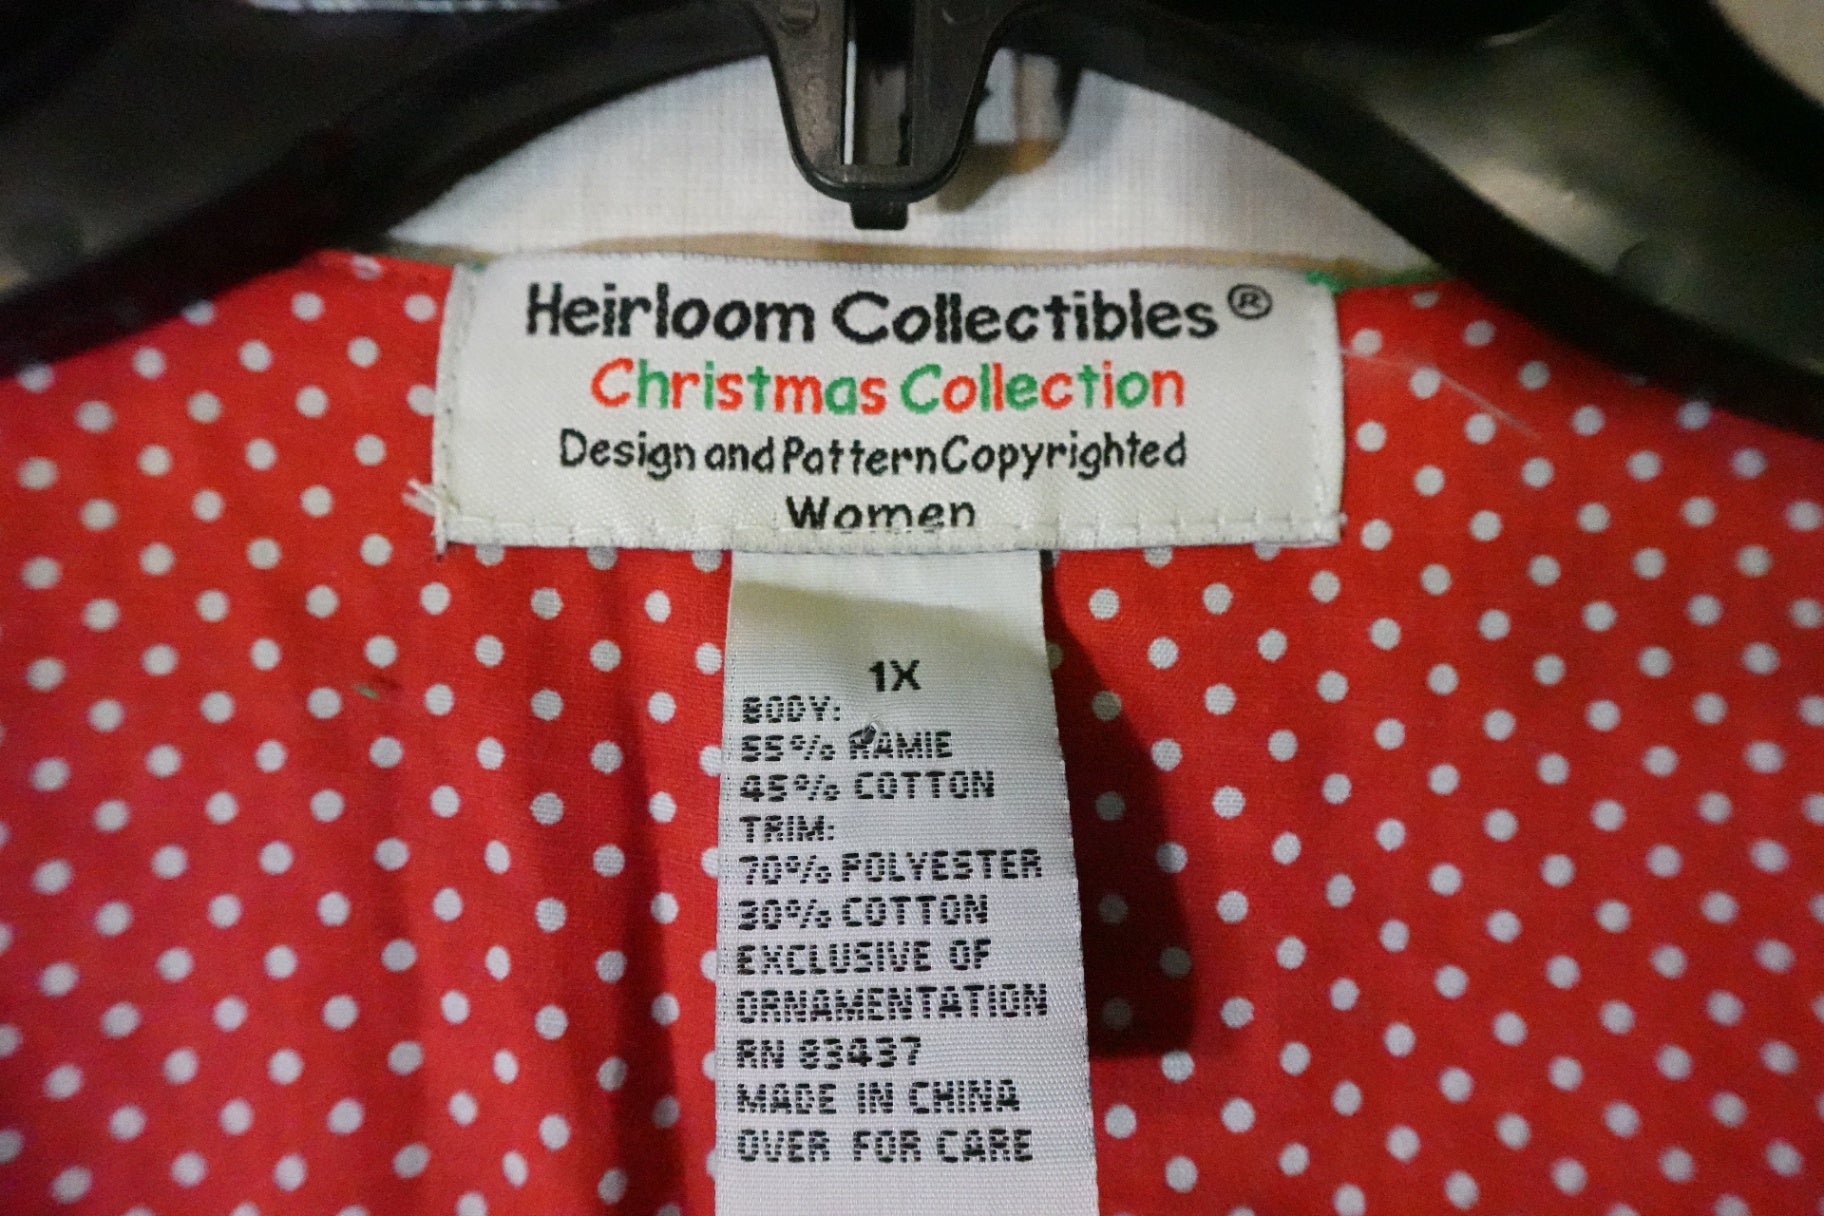 Heirloom Collectibles®
Christmas Collection
Design and Pattern Copyrighted
Women
1X
BODY:
55% RAMIE
45% COTTON
TRIM:
70% POLYESTER
30% COTTON
EXCLUSIVE OF
ORNAMENTATION
RN 83437
MADE IN CHINA
OVER FOR CARE